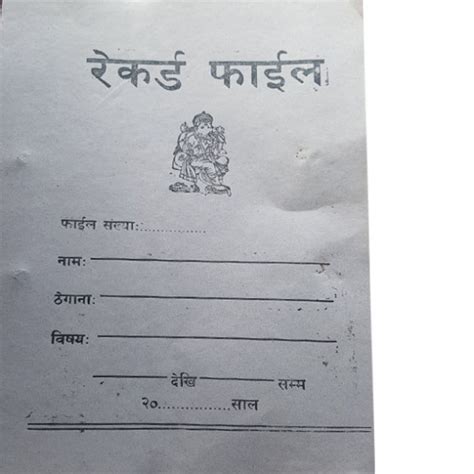 रेकर्ड फाईल
फाईल संख्या:................
नाम:
ठेगाना:
विषय:
देखि सम्म
२०................साल